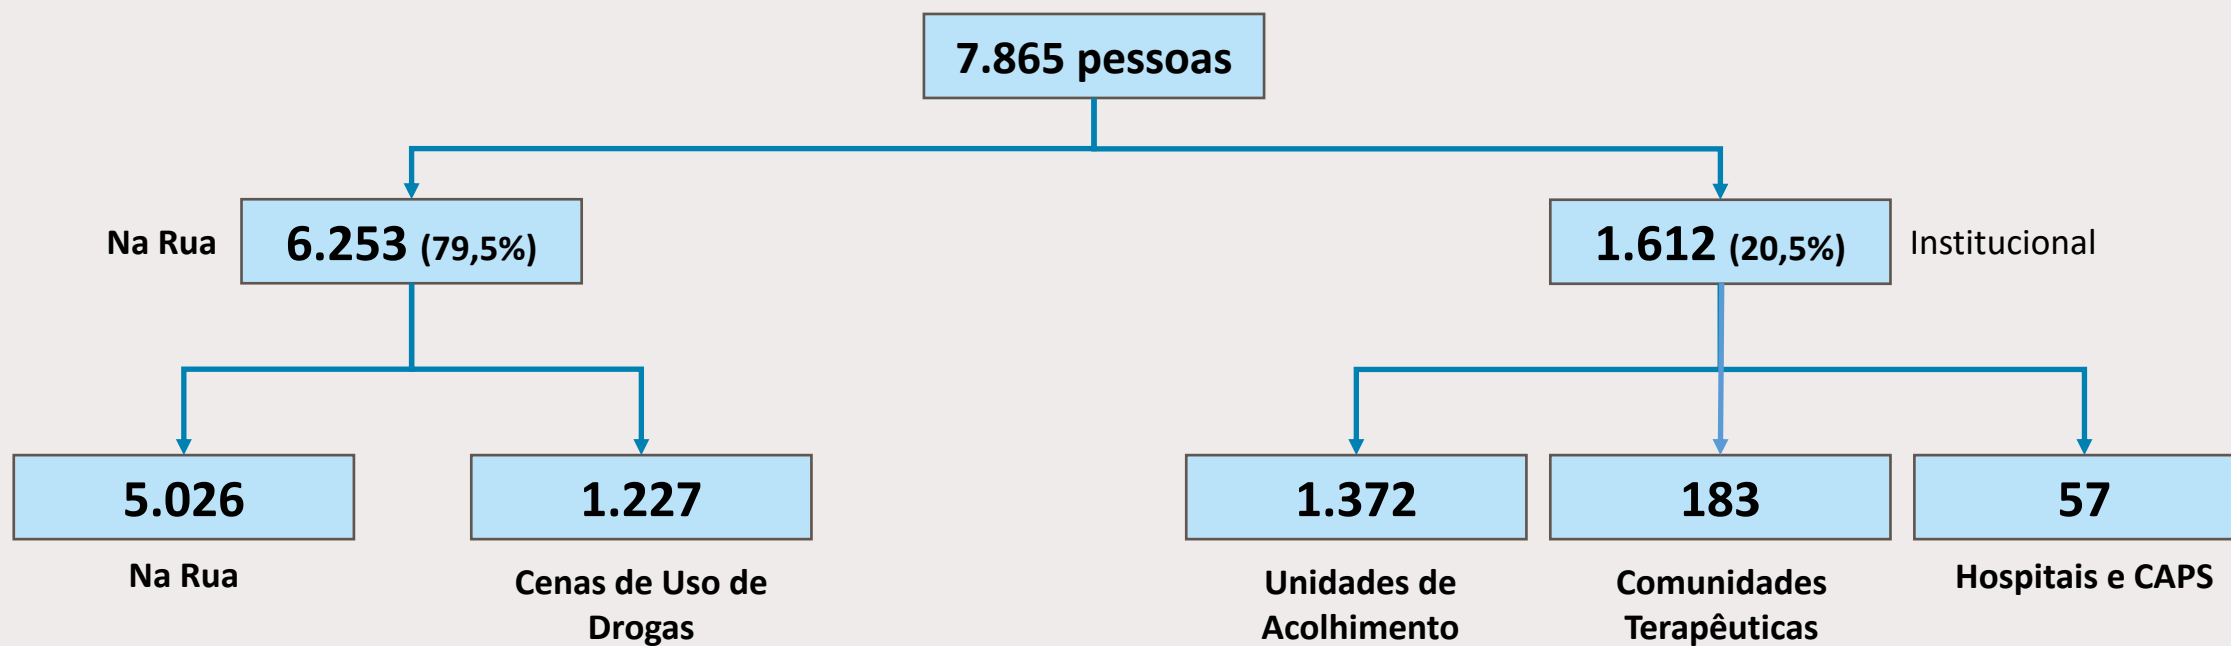 7.865 pessoas
Na Rua
6.253 (79,5%)
1.612 (20,5%)
Institucional
5.026
1.227
1.372
183
57
Na Rua
Cenas de Uso de
Drogas
Unidades de
Acolhimento
Comunidades
Terapêuticas
Hospitais e CAPS